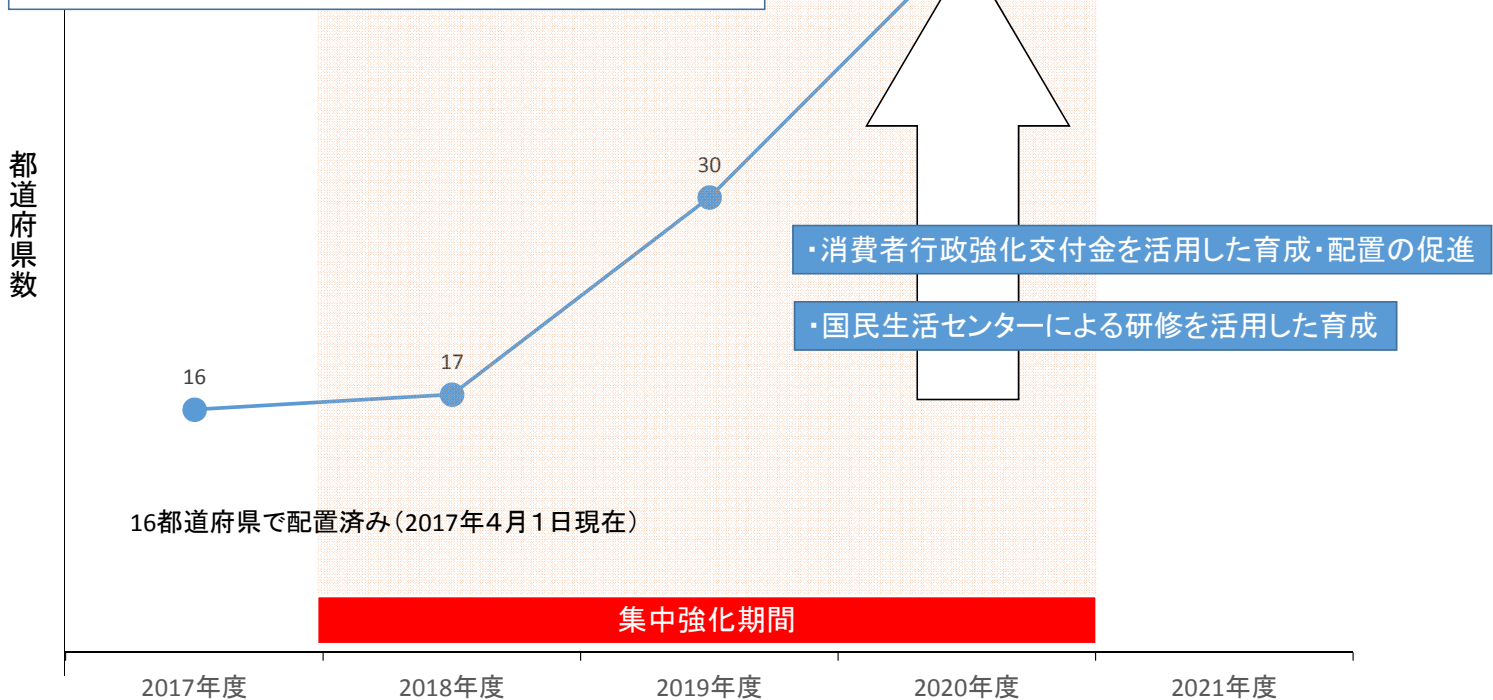 都道府県数
30
・消費者行政強化交付金を活用した育成・配置の促進
・国民生活センターによる研修を活用した育成
17
16
16都道府県で配置済み（2017年４月１日現在）
集中強化期間
2017年度
2018年度
2019年度
2020年度
2021年度